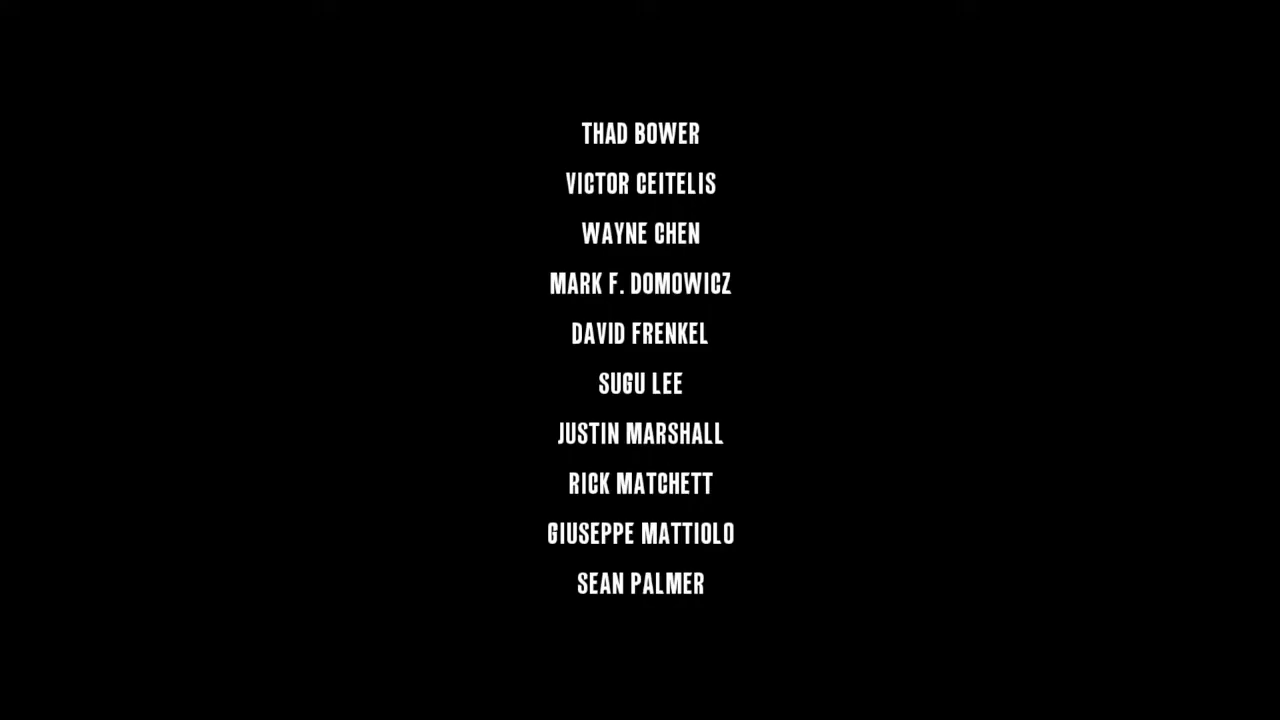 THAD BOWER
VICTOR CEITELIS
WAYNE CHEN
MARK F. DOMOWICZ
DAVID FRENKEL
SUGU LEE
JUSTIN MARSHALL
RICK MATCHETT
GIUSEPPE MATTIOLO
SEAN PALMER